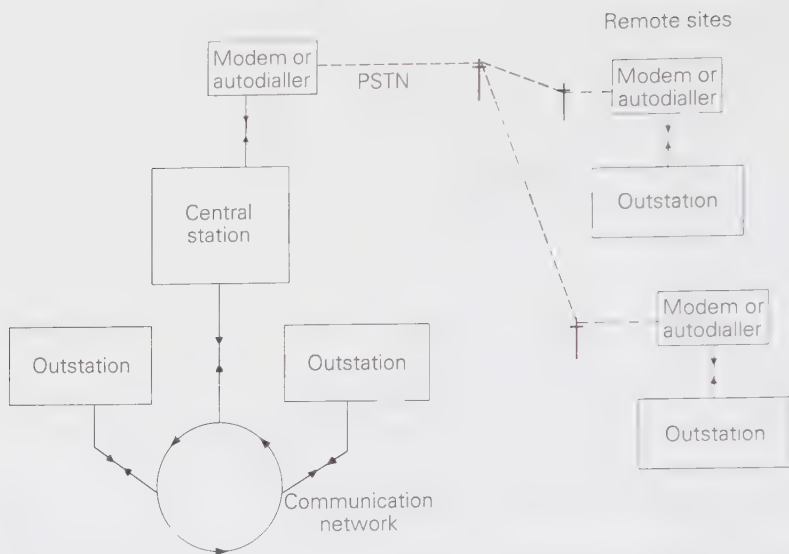 Remote sites
Modem or
autodialler
PSTN
Modem or
autodialler
Central
station
Outstation
Outstation
Outstation
Modem or
autodialler
Outstation
Communication
network